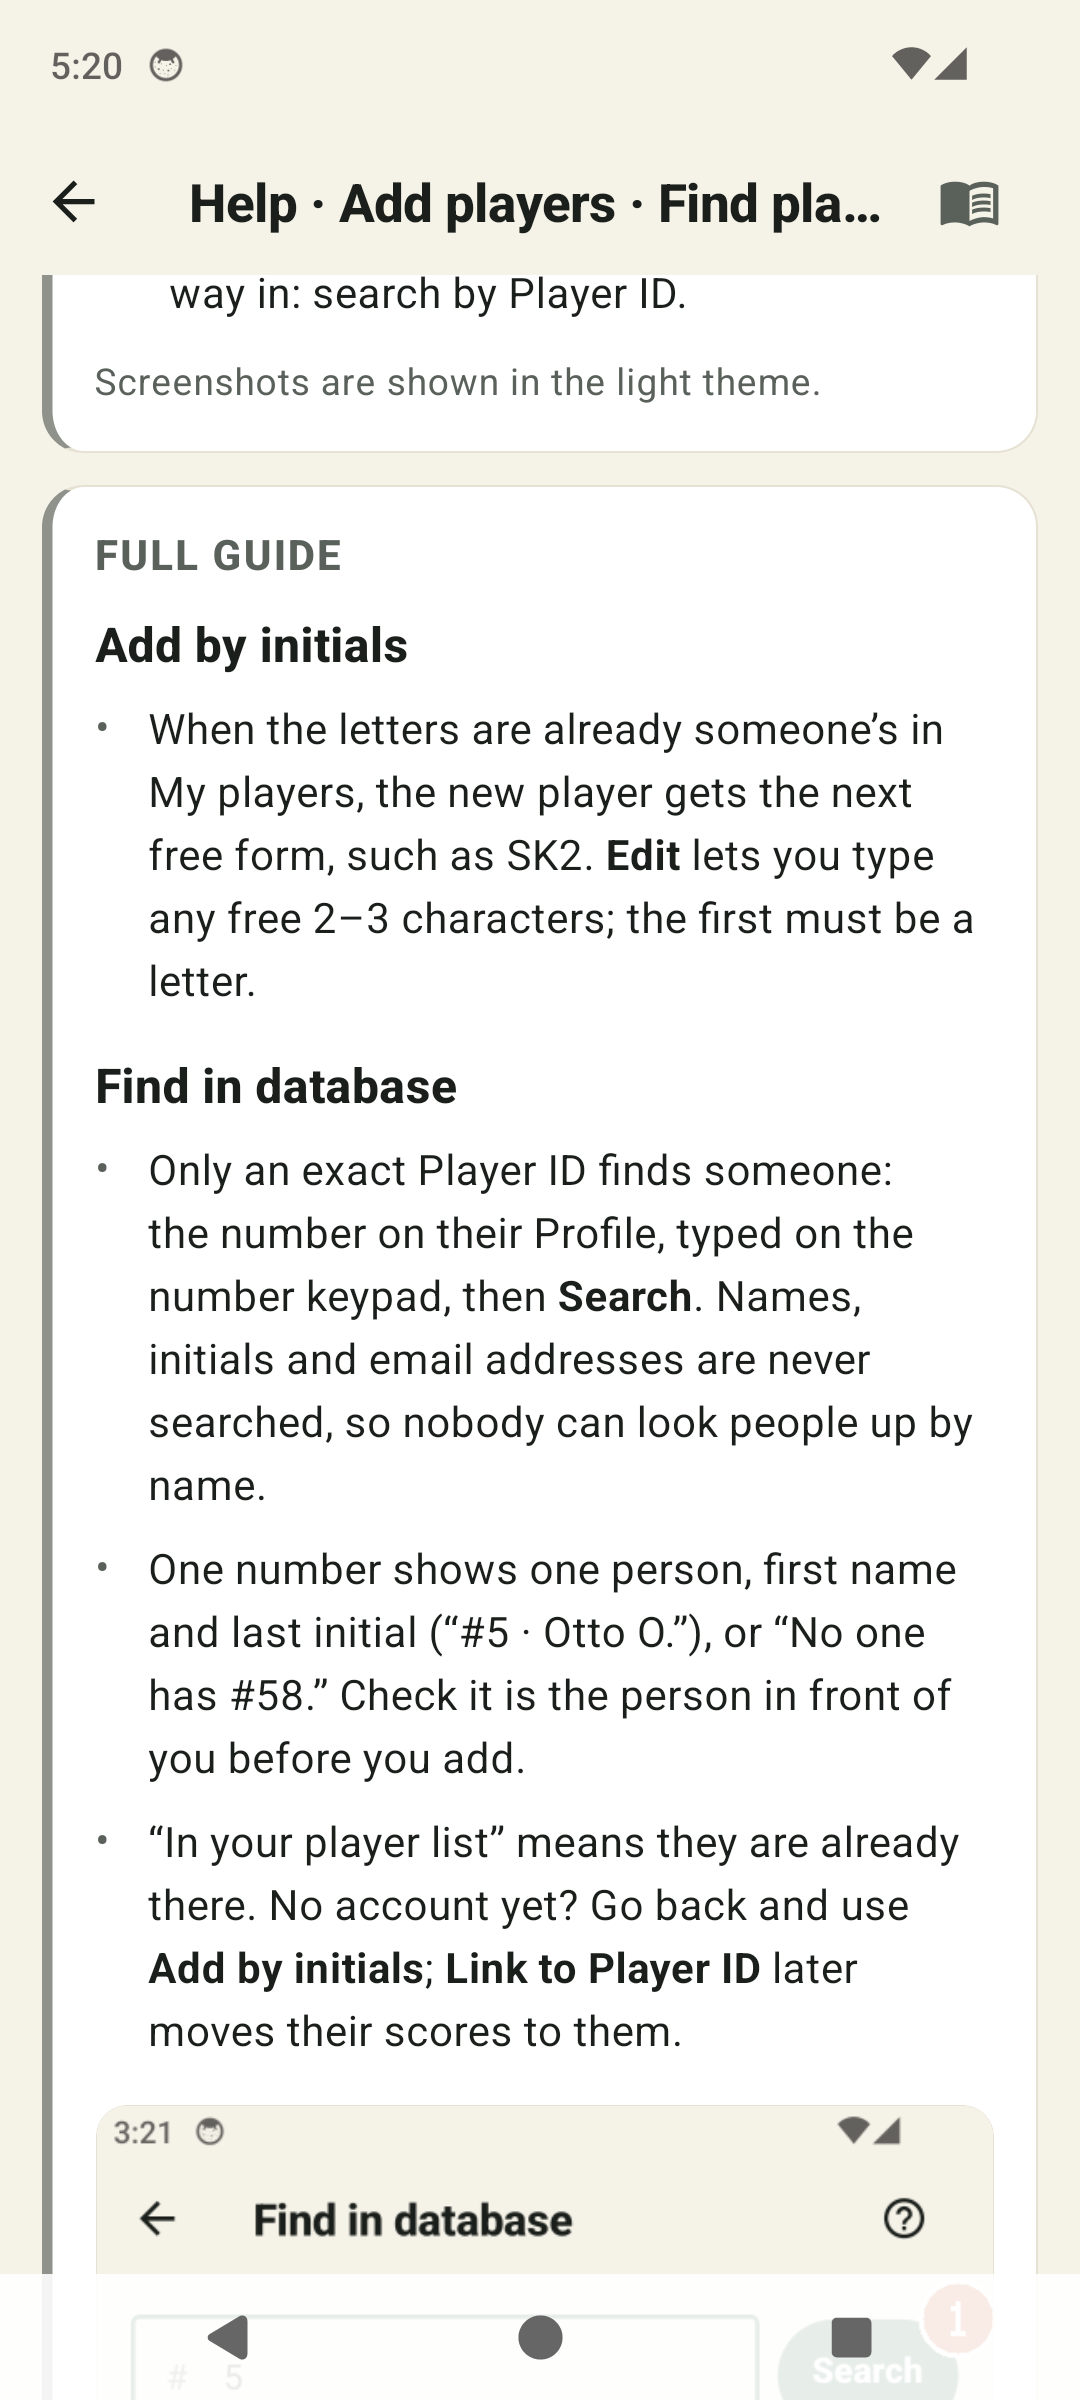 5:20
Help · Add players · Find pla...
way in: search by Player ID.
Screenshots are shown in the light theme.
FULL GUIDE
Add by initials
• When the letters are already someone’s in
My players, the new player gets the next
free form, such as SK2. Edit lets you type
any free 2–3 characters; the first must be a
letter.
Find in database
• Only an exact Player ID finds someone:
the number on their Profile, typed on the
number keypad, then Search. Names,
initials and email addresses are never
searched, so nobody can look people up by
name.
• One number shows one person, first name
and last initial (“#5 · Otto O.”), or “No one
has #58.” Check it is the person in front of
you before you add.
• “In your player list” means they are already
there. No account yet? Go back and use
Add by initials; Link to Player ID later
moves their scores to them.
3:21
Find in database
1
# 5
Search